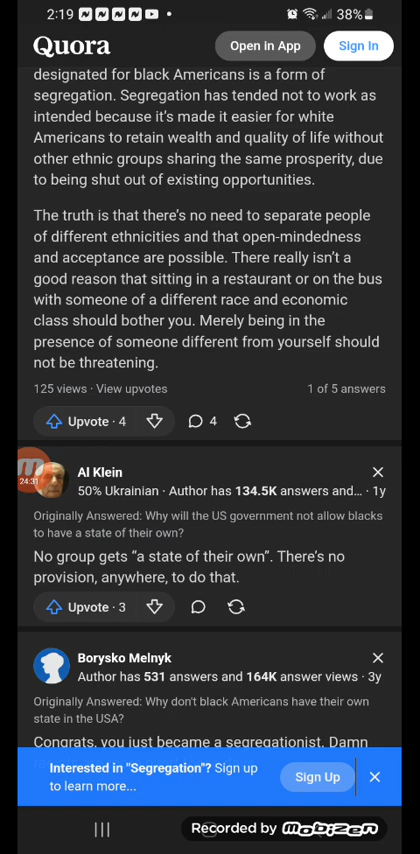 2:19
38%
Quora
Open in App
Sign In
designated for black Americans is a form of
segregation. Segregation has tended not to work as
intended because it's made it easier for white
Americans to retain wealth and quality of life without
other ethnic groups sharing the same prosperity, due
to being shut out of existing opportunities.
The truth is that there's no need to separate people
of different ethnicities and that open-mindedness
and acceptance are possible. There really isn't a
good reason that sitting in a restaurant or on the bus
with someone of a different race and economic
class should bother you. Merely being in the
presence of someone different from yourself should
not be threatening.
125 views · View upvotes
1 of 5 answers
Upvote · 4
4
24:31
Al Klein
50% Ukrainian · Author has 134.5K answers and... · 1y
Originally Answered: Why will the US government not allow blacks
to have a state of their own?
No group gets "a state of their own". There's no
provision, anywhere, to do that.
Upvote · 3
Borysko Melnyk
Author has 531 answers and 164K answer views · 3y
Originally Answered: Why don't black Americans have their own
state in the USA?
Congrats, you just became a segregationist. Damn
Interested in "Segregation"? Sign up
to learn more...
Sign Up
Recorded by mobizen